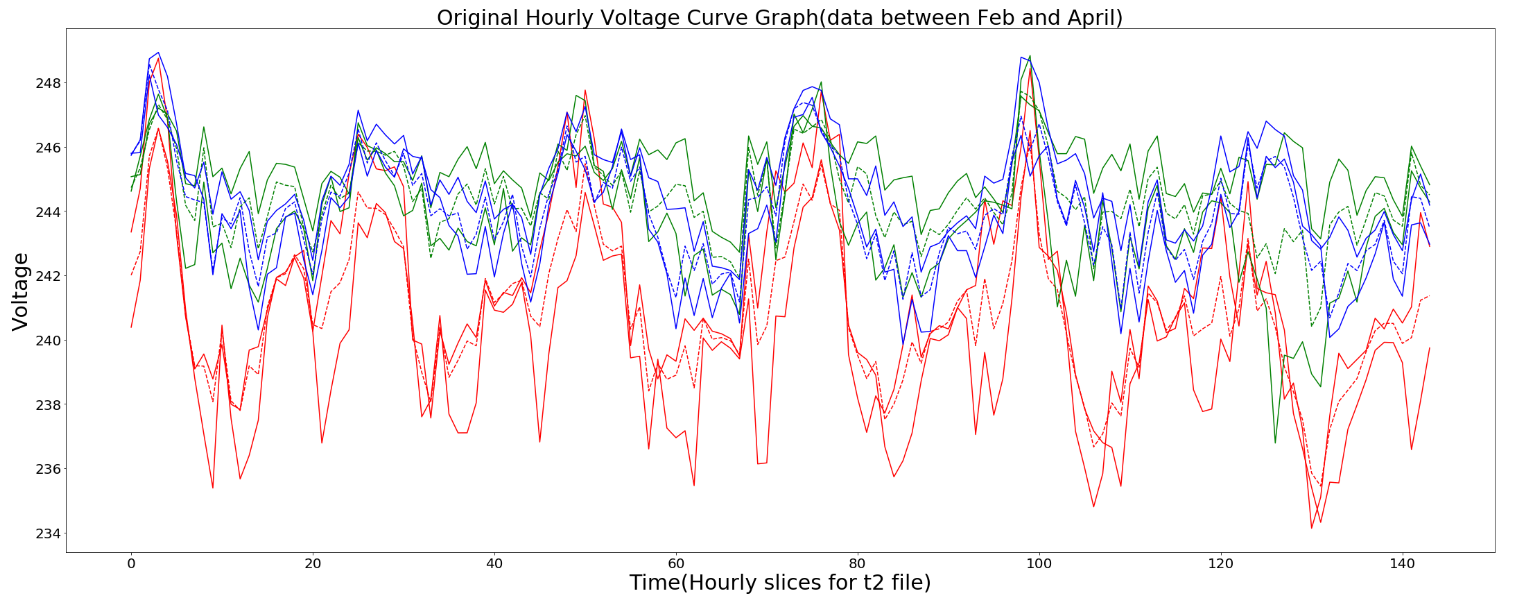 Original Hourly Voltage Curve Graph(data between Feb and April)
Voltage
248
246
244
242
240
238
236
234
0 20 40 60 80 100 120 140
Time(Hourly slices for t2 file)